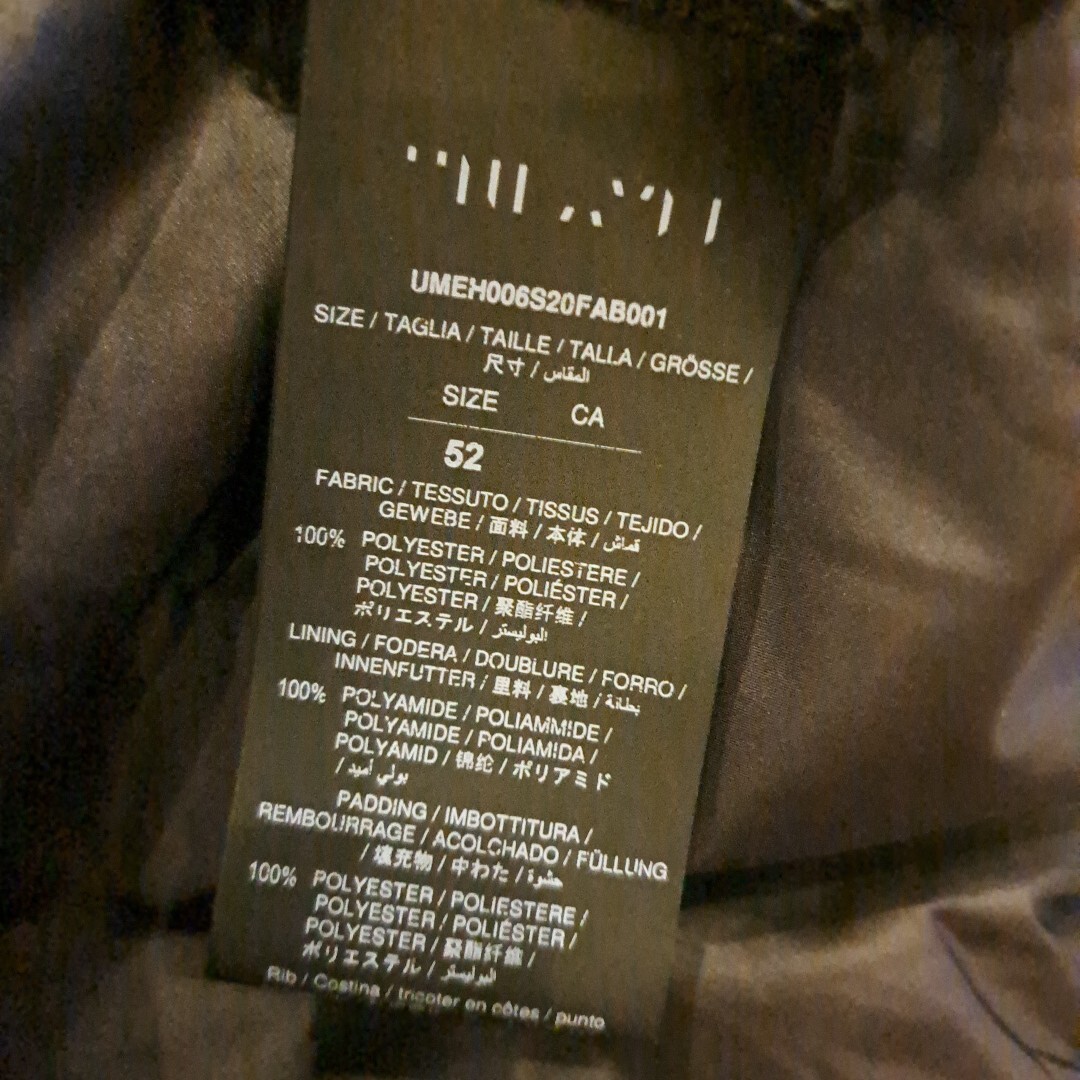 UMEH006S20FAB001
SIZE / TAGLIA / TAILLE / TALLA / GRÖSSE /
尺寸 / المقاس
SIZE CA
52
FABRIC / TESSUTO / TISSUS / TEJIDO /
GEWEBE / 面料 / 本体 / قماش
100% POLYESTER / POLIESTERE /
POLYESTER / POLIÉSTER /
POLYESTER / 聚酯纤维 /
ポリエステル / البوليستر
LINING / FODERA / DOUBLURE / FORRO /
INNENFUTTER / 里料 / 裏地 / بطانة
100% POLYAMIDE / POLIAMMIDE /
POLYAMIDE / POLIAMIDA /
POLYAMID / 锦纶 / ポリアミド
/ بولي أميد
PADDING / IMBOTTITURA /
REMBOURRAGE / ACOLCHADO / FÜLLUNG
/ 填充物 / 中わた / حشوة
100% POLYESTER / POLIESTERE /
POLYESTER / POLIÉSTER /
POLYESTER / 聚酯纤维 /
ポリエステル / البوليستر
Rib / Costina / tricoter en côtes / punto